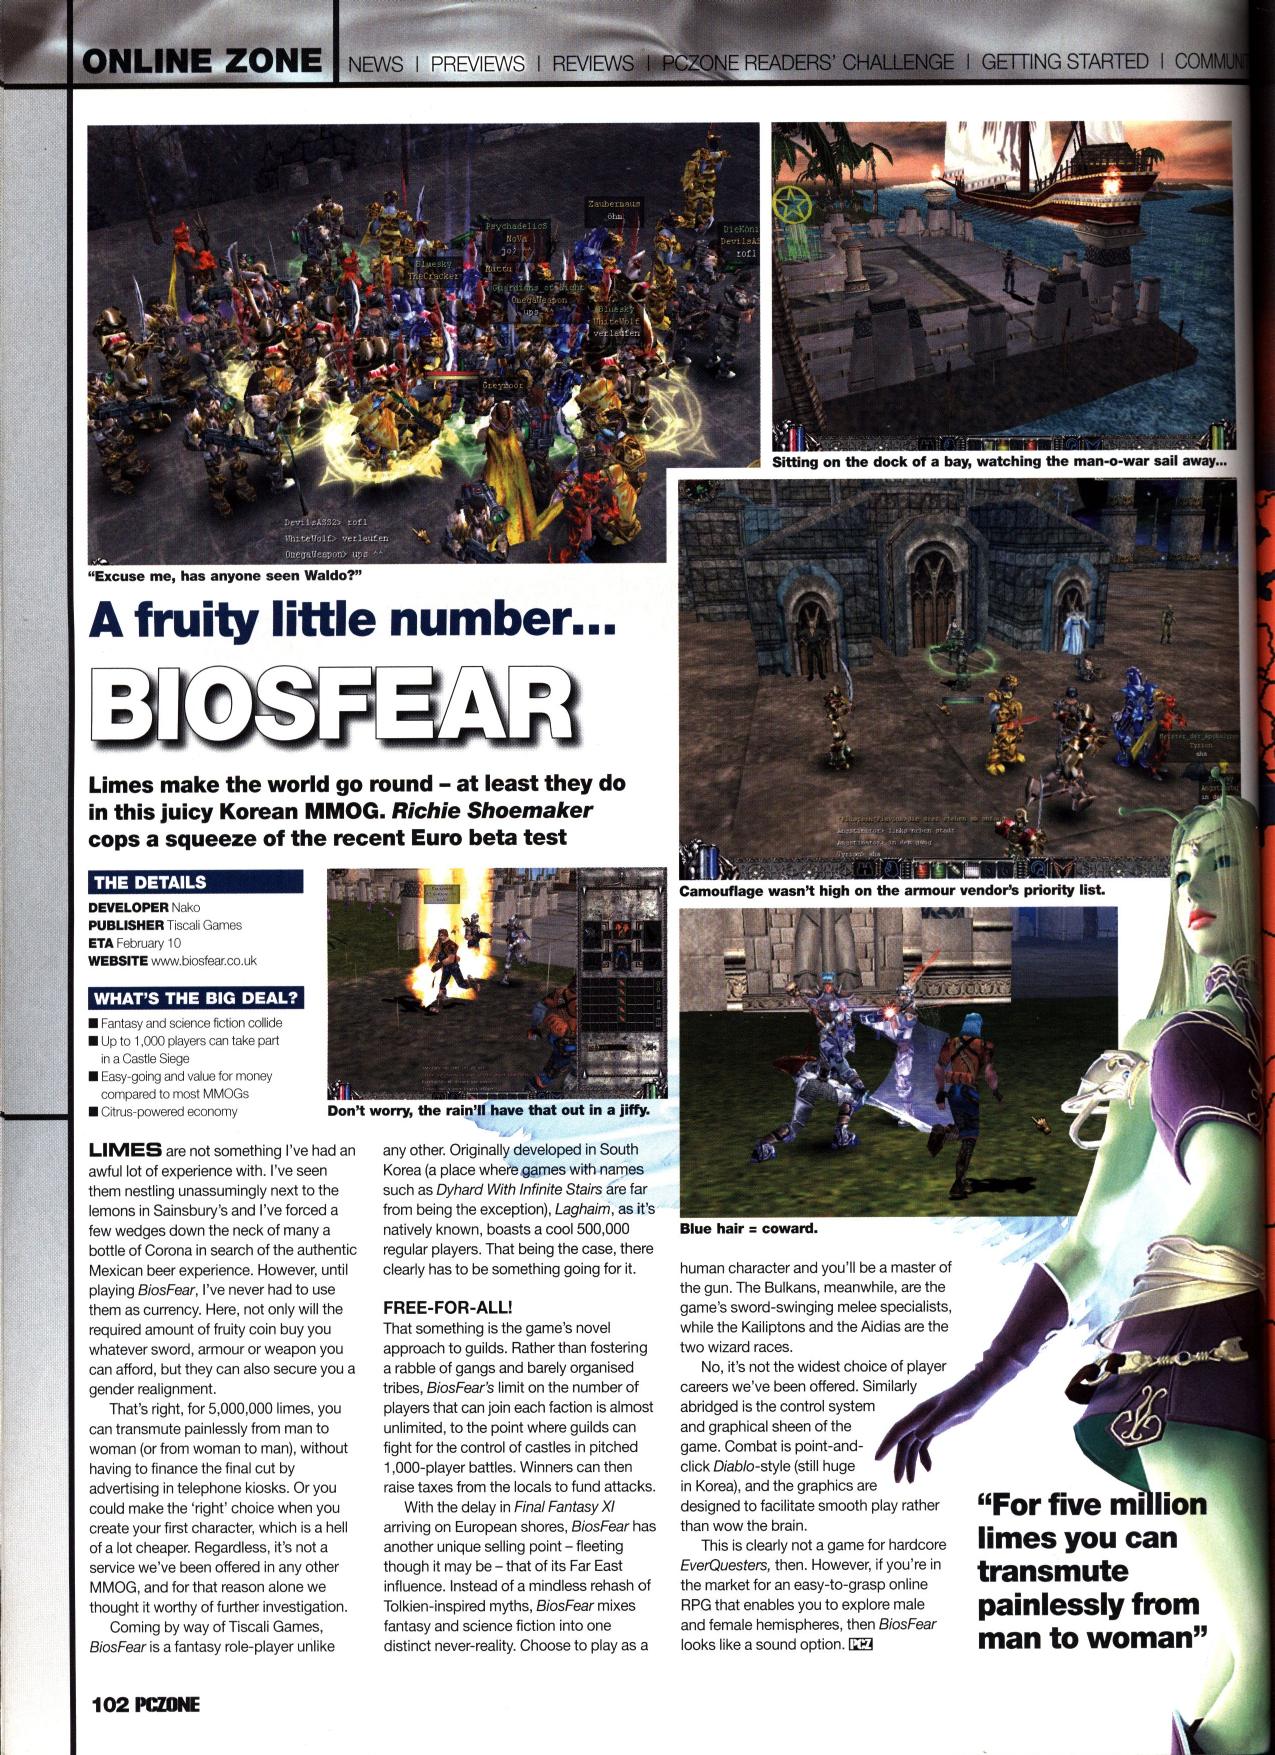 ONLINE ZONE
NEWS | PREVIEWS | REVIEWS | PCZONE READERS' CHALLENGE | GETTING STARTED |
Zaubernaus
öhm
PsychadelicS
NoVa
jo;
Bluesky
TheCracker
Guardians_of_Night
OmegaWeapon
ups ^^
Bluesky
WhiteWolf
verlaufen
rofl
Greymoor
DevilsASS2> rofl
WhiteWolf> verlaufen
OmegaWeapon> ups ^^
"Excuse me, has anyone seen Waldo?"
Sitting on the dock of a bay, watching the man-o-war sail away...
Tyrion
aha
Camouflage wasn't high on the armour vendor's priority list.
A fruity little number...
BIOSFEAR
Limes make the world go round – at least they do
in this juicy Korean MMOG. Richie Shoemaker
cops a squeeze of the recent Euro beta test
THE DETAILS
DEVELOPER Nako
PUBLISHER Tiscali Games
ETA February 10
WEBSITE www.biosfear.co.uk
WHAT'S THE BIG DEAL?
■ Fantasy and science fiction collide
■ Up to 1,000 players can take part
in a Castle Siege
■ Easy-going and value for money
compared to most MMOGs
■ Citrus-powered economy
Don't worry, the rain'll have that out in a jiffy.
Blue hair = coward.
LIMES are not something I've had an
awful lot of experience with. I've seen
them nestling unassumingly next to the
lemons in Sainsbury's and I've forced a
few wedges down the neck of many a
bottle of Corona in search of the authentic
Mexican beer experience. However, until
playing BiosFear, I've never had to use
them as currency. Here, not only will the
required amount of fruity coin buy you
whatever sword, armour or weapon you
can afford, but they can also secure you a
gender realignment.
That's right, for 5,000,000 limes, you
can transmute painlessly from man to
woman (or from woman to man), without
having to finance the final cut by
advertising in telephone kiosks. Or you
could make the 'right' choice when you
create your first character, which is a hell
of a lot cheaper. Regardless, it's not a
service we've been offered in any other
MMOG, and for that reason alone we
thought it worthy of further investigation.
Coming by way of Tiscali Games,
BiosFear is a fantasy role-player unlike
any other. Originally developed in South
Korea (a place where games with names
such as Dyhard With Infinite Stairs are far
from being the exception), Laghaim, as it's
natively known, boasts a cool 500,000
regular players. That being the case, there
clearly has to be something going for it.
FREE-FOR-ALL!
That something is the game's novel
approach to guilds. Rather than fostering
a rabble of gangs and barely organised
tribes, BiosFear's limit on the number of
players that can join each faction is almost
unlimited, to the point where guilds can
fight for the control of castles in pitched
1,000-player battles. Winners can then
raise taxes from the locals to fund attacks.
With the delay in Final Fantasy XI
arriving on European shores, BiosFear has
another unique selling point – fleeting
though it may be – that of its Far East
influence. Instead of a mindless rehash of
Tolkien-inspired myths, BiosFear mixes
fantasy and science fiction into one
distinct never-reality. Choose to play as a
human character and you'll be a master of
the gun. The Bulkans, meanwhile, are the
game's sword-swinging melee specialists,
while the Kailiptons and the Aidias are the
two wizard races.
No, it's not the widest choice of player
careers we've been offered. Similarly
abridged is the control system
and graphical sheen of the
game. Combat is point-and-
click Diablo-style (still huge
in Korea), and the graphics are
designed to facilitate smooth play rather
than wow the brain.
This is clearly not a game for hardcore
EverQuesters, then. However, if you're in
the market for an easy-to-grasp online
RPG that enables you to explore male
and female hemispheres, then BiosFear
looks like a sound option. PCZ
"For five million
limes you can
transmute
painlessly from
man to woman"
102 PCZONE